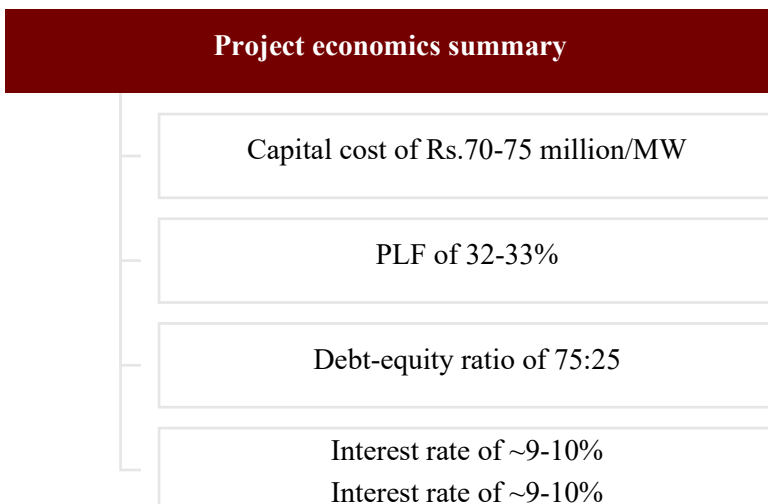 Project economics summary
Capital cost of Rs.70-75 million/MW
PLF of 32-33%
Debt-equity ratio of 75:25
Interest rate of ~9-10%
Interest rate of ~9-10%